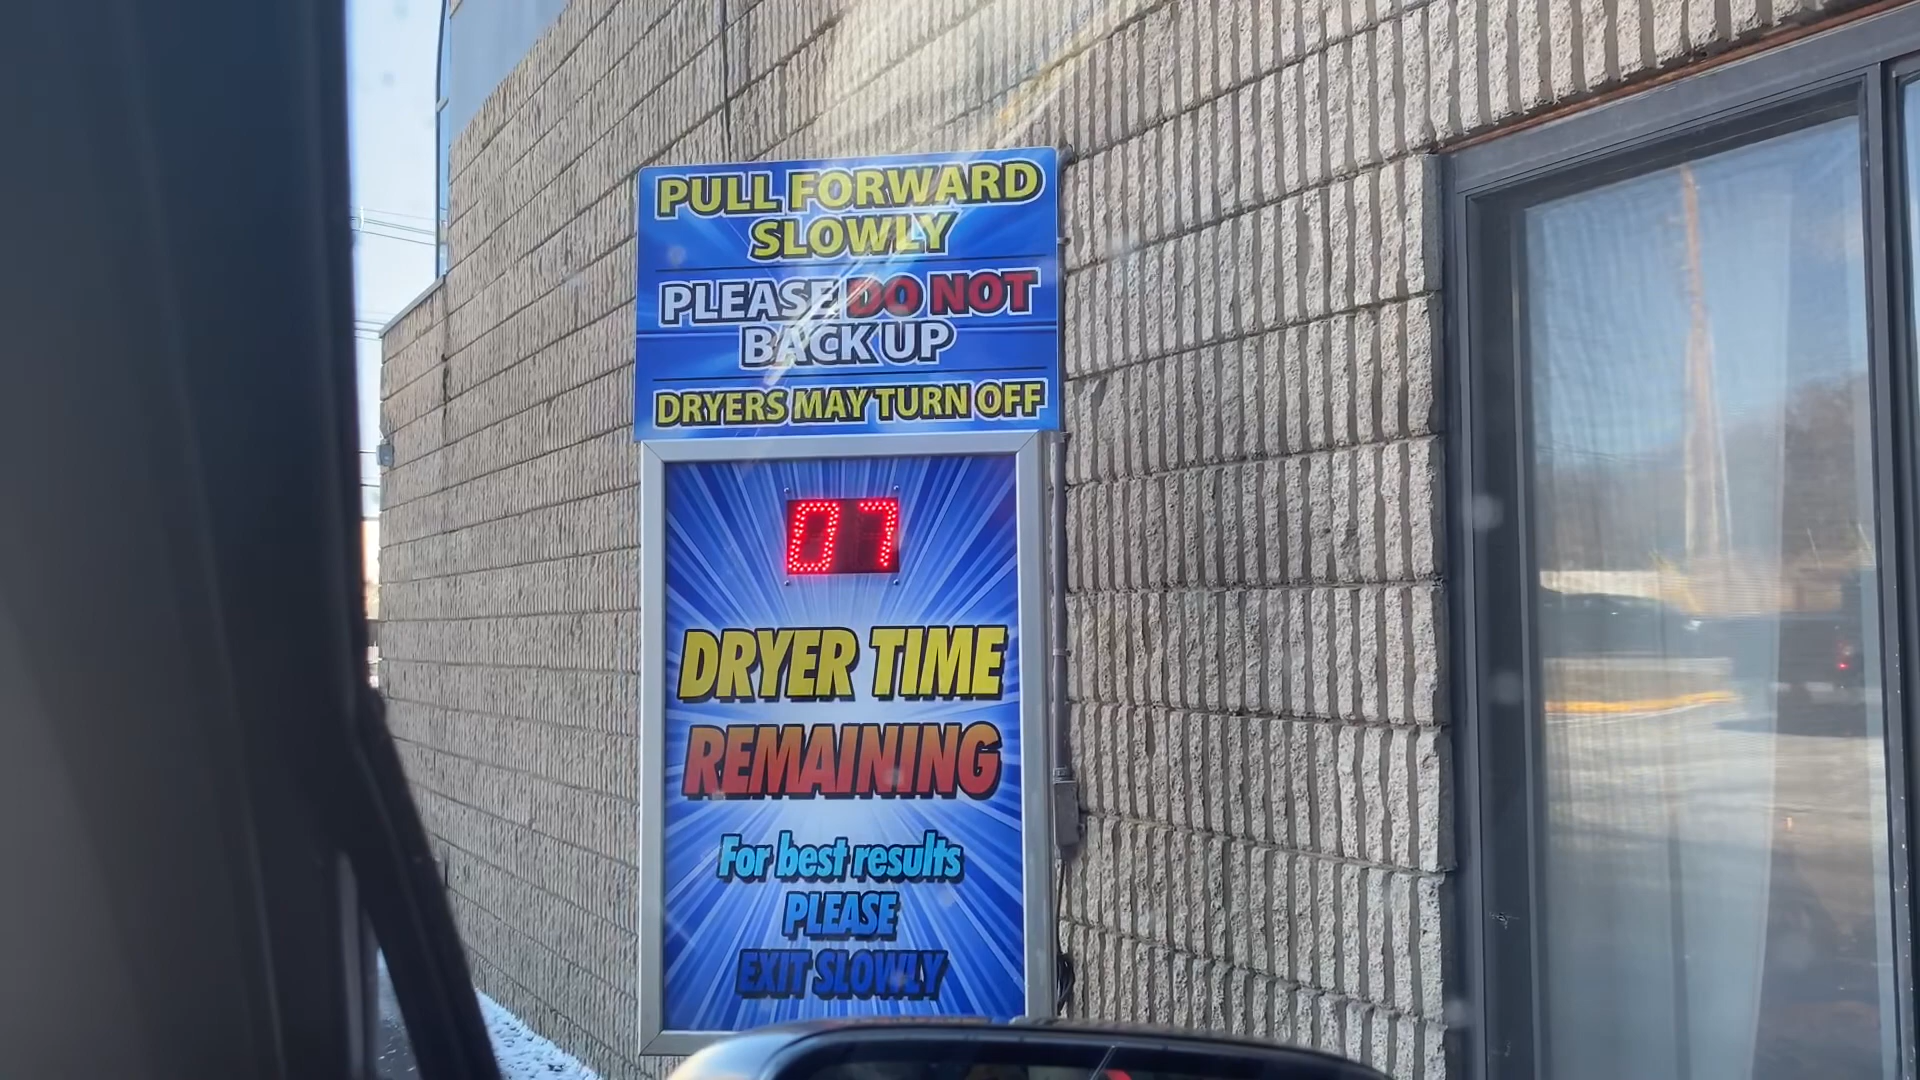 PULL FORWARD
SLOWLY
PLEASE DO NOT
BACK UP
DRYERS MAY TURN OFF
07
DRYER TIME
REMAINING
For best results
PLEASE
EXIT SLOWLY